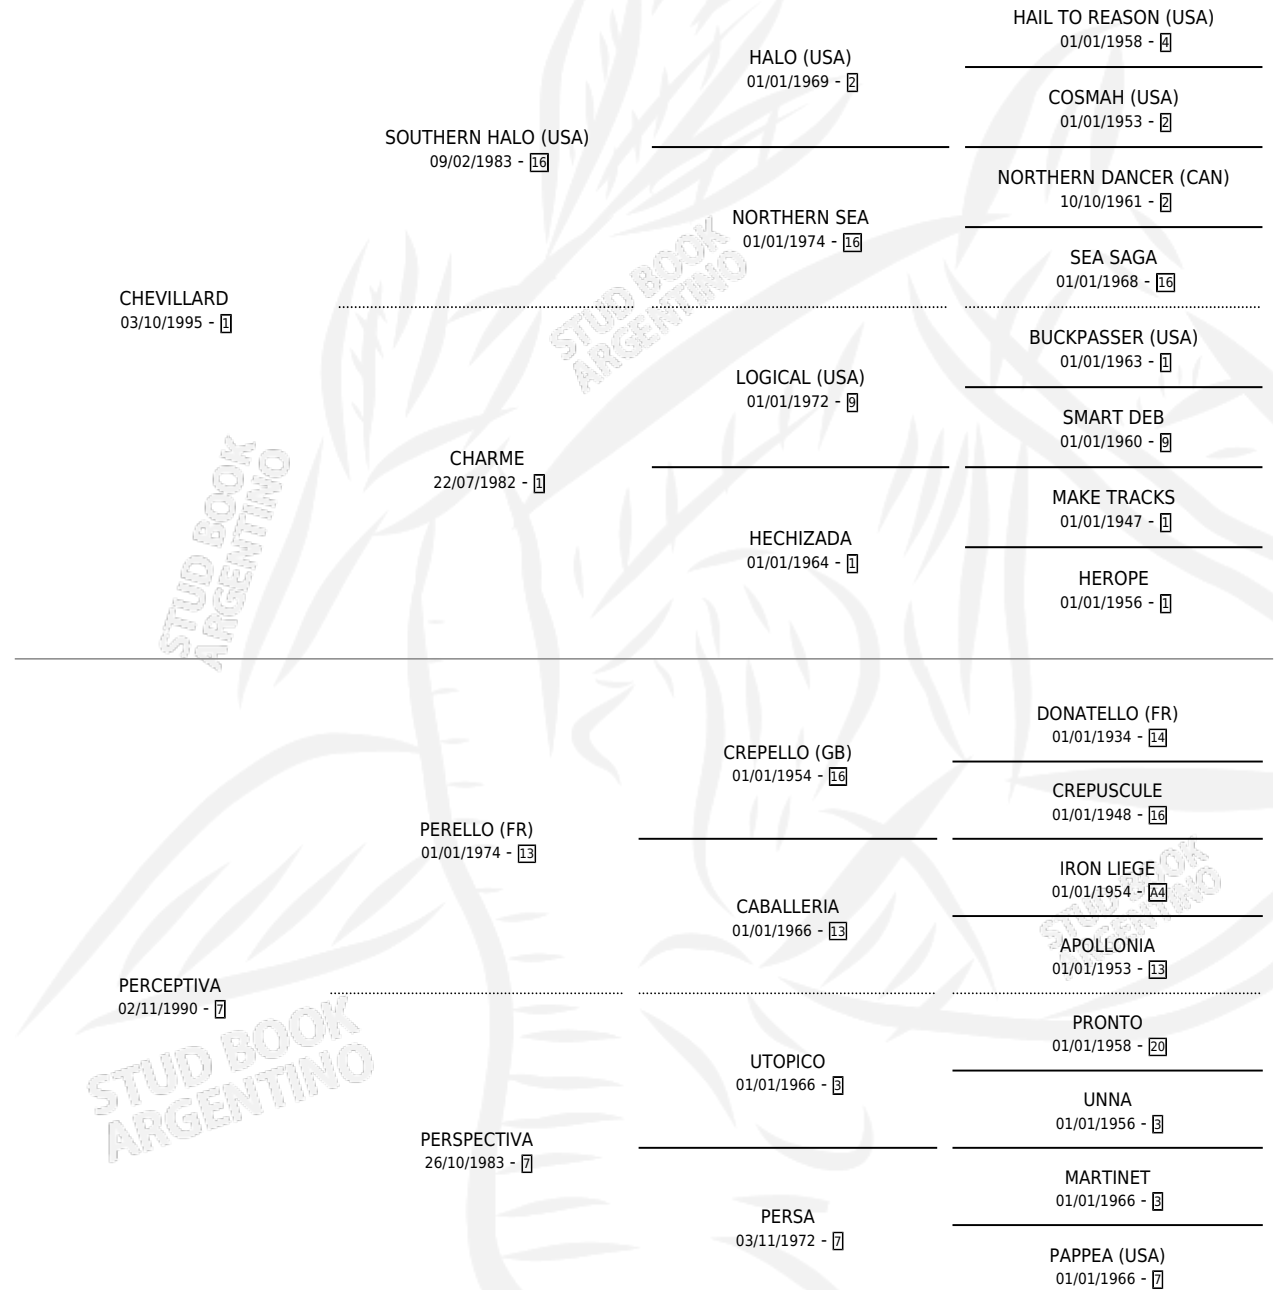 HAIL TO REASON (USA)
01/01/1958 - 4
HALO (USA)
01/01/1969 - 2
COSMAH (USA)
01/01/1953 - 2
SOUTHERN HALO (USA)
09/02/1983 - 16
NORTHERN DANCER (CAN)
10/10/1961 - 2
NORTHERN SEA
01/01/1974 - 16
SEA SAGA
01/01/1968 - 16
CHEVILLARD
03/10/1995 - 1
STUD BOOK
ARGENTINO
BUCKPASSER (USA)
01/01/1963 - 1
LOGICAL (USA)
01/01/1972 - 9
SMART DEB
01/01/1960 - 9
CHARME
22/07/1982 - 1
MAKE TRACKS
01/01/1947 - 1
HECHIZADA
01/01/1964 - 1
HEROPE
01/01/1956 - 1
STUD BOOK
ARGENTINO
DONATELLO (FR)
01/01/1934 - 14
CREPELLO (GB)
01/01/1954 - 16
CREPUSCULE
01/01/1948 - 16
PERELLO (FR)
01/01/1974 - 13
IRON LIEGE
01/01/1954 - A4
CABALLERIA
01/01/1966 - 13
STUD BOOK
ARGENTINO
APOLLONIA
01/01/1953 - 13
PERCEPTIVA
02/11/1990 - 7
PRONTO
01/01/1958 - 20
UTOPICO
01/01/1966 - 3
STUD BOOK
ARGENTINO
UNNA
01/01/1956 - 3
PERSPECTIVA
26/10/1983 - 7
MARTINET
01/01/1966 - 3
PERSA
03/11/1972 - 7
PAPPEA (USA)
01/01/1966 - 7